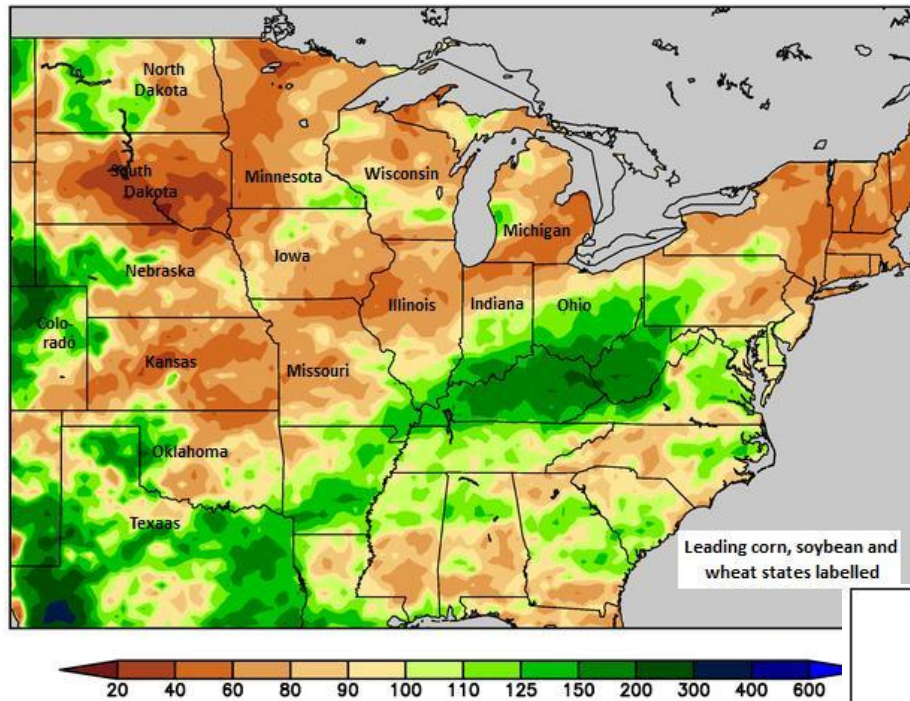 North
Dakota
South
Dakota
Minnesota
Wisconsin
Michigan
Nebraska
Iowa
Illinois
Indiana
Ohio
Colo-
rado
Kansas
Missouri
Oklahoma
Texaas
Leading corn, soybean and
wheat states labelled
20 40 60 80 90 100 110 125 150 200 300 400 600